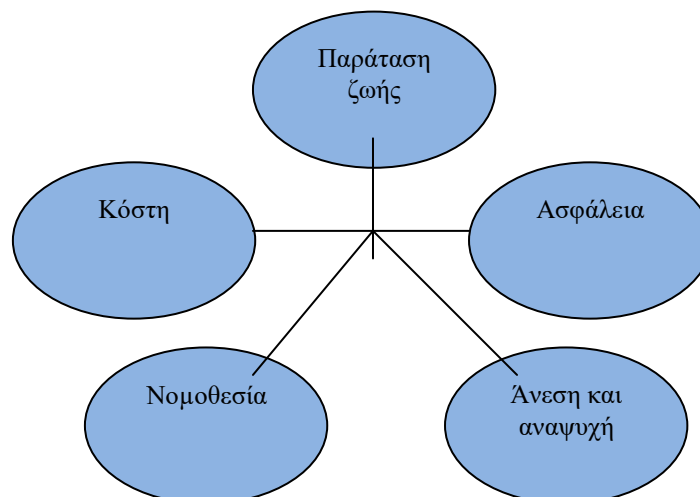 Παράταση
ζωής
Κόστη
Ασφάλεια
Νομοθεσία
Άνεση και
αναψυχή